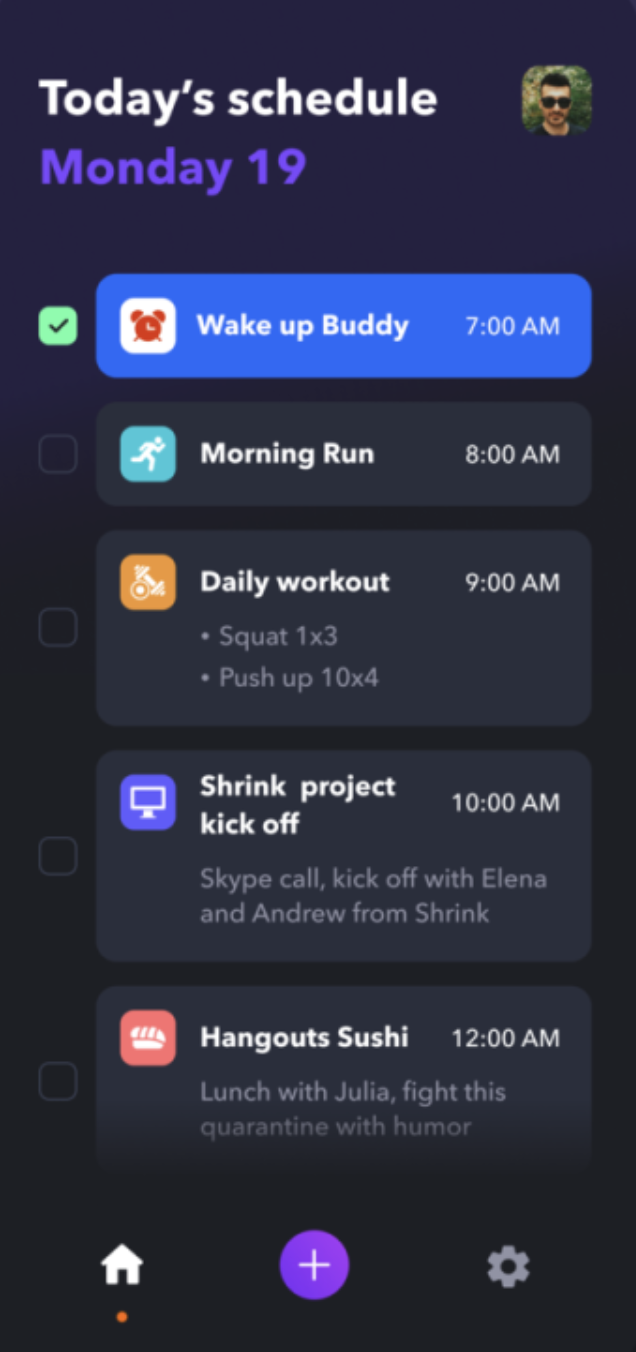 Today’s schedule
Monday 19
Wake up Buddy 7:00 AM
Morning Run 8:00 AM
Daily workout 9:00 AM
• Squat 1x3
• Push up 10x4
Shrink  project
kick off
10:00 AM
Skype call, kick off with Elena
and Andrew from Shrink
Hangouts Sushi 12:00 AM
Lunch with Julia, fight this
quarantine with humor